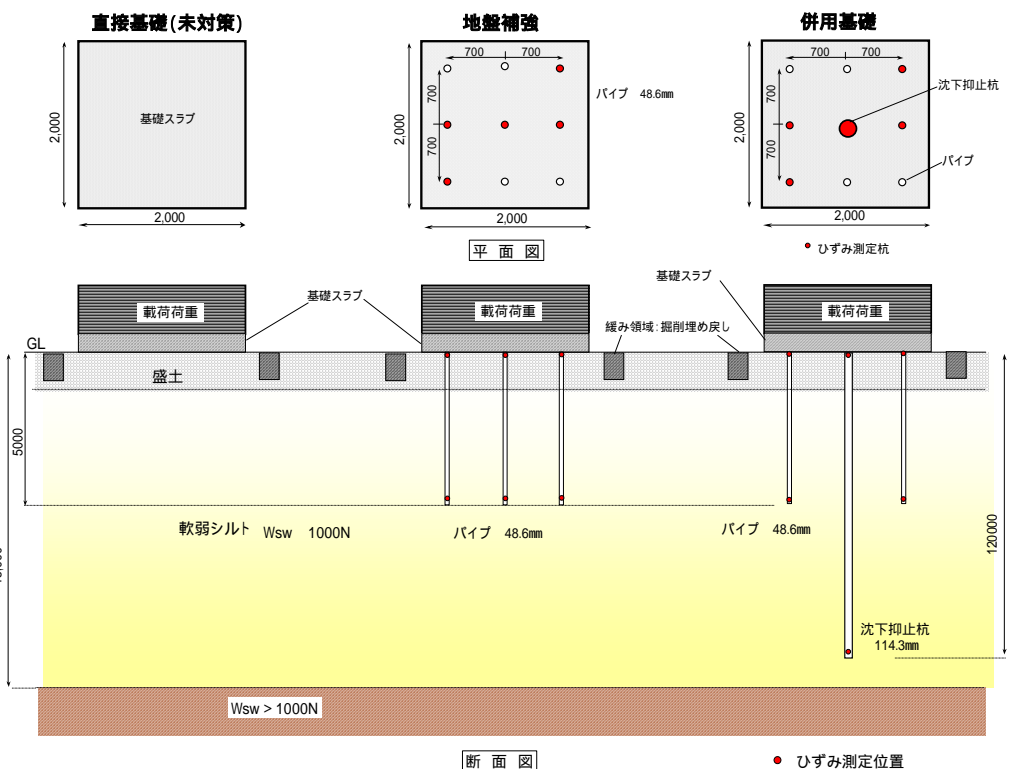 直接基礎(未対策)
地盤補強
併用基礎
基礎スラブ
2,000
2,000
700
700
700
700
2,000
2,000
パイプ 48.6mm
700
700
700
700
2,000
2,000
沈下抑止杭
パイプ
ひずみ測定杭
平 面 図
載荷荷重
基礎スラブ
載荷荷重
基礎スラブ
載荷荷重
緩み領域:掘削埋め戻し
GL
盛土
5000
軟弱シルト Wsw 1000N
パイプ 48.6mm
パイプ 48.6mm
120000
沈下抑止杭
114.3mm
Wsw > 1000N
断 面 図
ひずみ測定位置